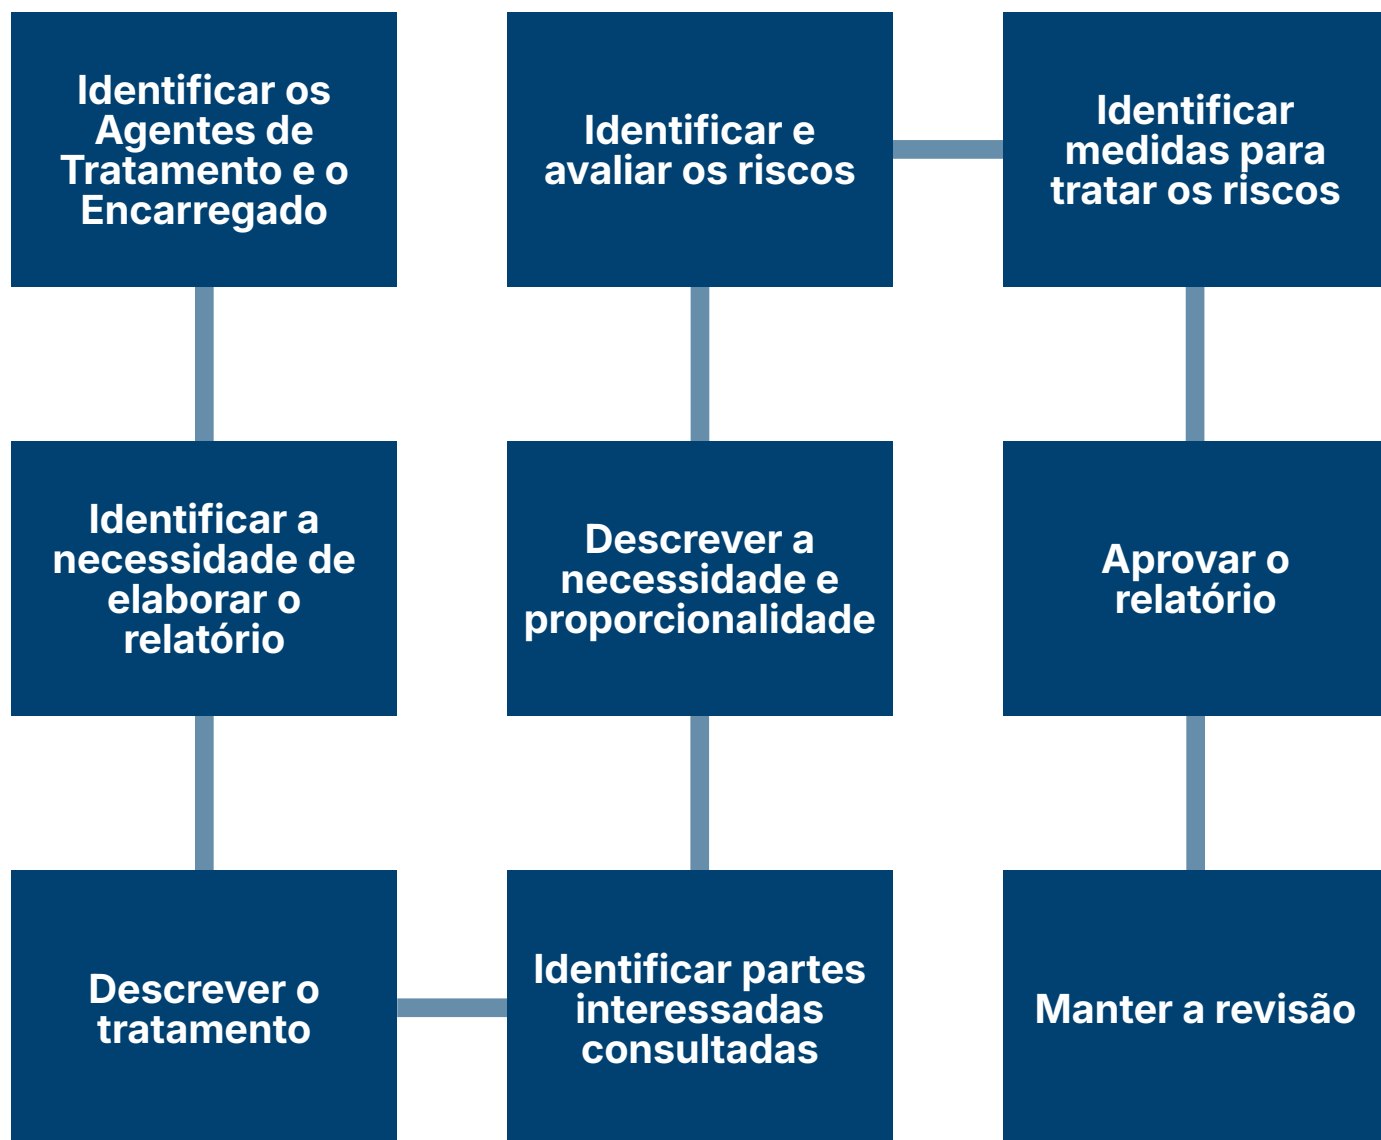 Identificar os
Agentes de
Tratamento e o
Encarregado
Identificar a
necessidade de
elaborar o
relatório
Descrever o
tratamento
Identificar partes
interessadas
consultadas
Descrever a
necessidade e
proporcionalidade
Identificar e
avaliar os riscos
Identificar
medidas para
tratar os riscos
Aprovar o
relatório
Manter a revisão